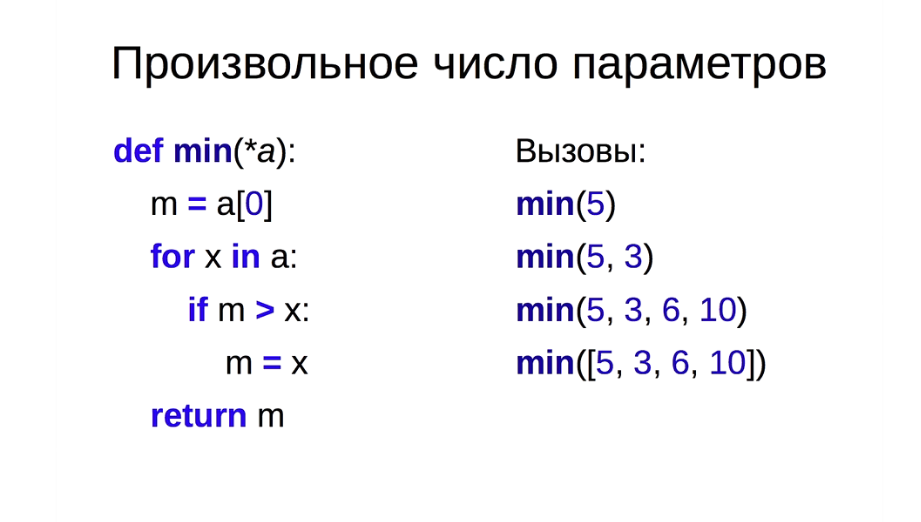 Произвольное число параметров
def min(*a):
m = a[0]
for x in a:
if m > x:
m = x
return m
Вызовы:
min(5)
min(5, 3)
min(5, 3, 6, 10)
min([5, 3, 6, 10])